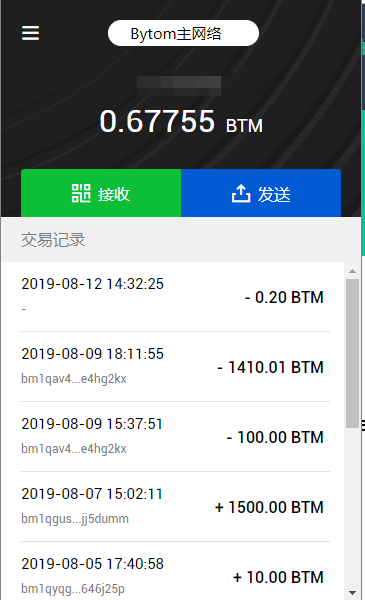 Bytom主网络
0.67755 BTM
接收
发送
交易记录
2019-08-12 14:32:25
- 0.20 BTM
-
2019-08-09 18:11:55
- 1410.01 BTM
bm1qav4...e4hg2kx
2019-08-09 15:37:51
- 100.00 BTM
bm1qav4...e4hg2kx
2019-08-07 15:02:11
+ 1500.00 BTM
bm1qgus...jj5dumm
2019-08-05 17:40:58
+ 10.00 BTM
bm1qyqg...646j25p